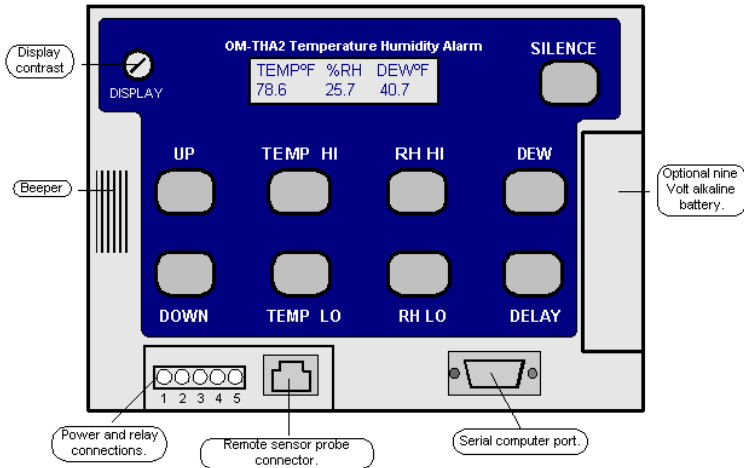 OM-THA2 Temperature Humidity Alarm
SILENCE
Display
contrast
DISPLAY
TEMPºF %RH DEWºF
78.6 25.7 40.7
UP TEMP HI RH HI DEW
Beeper
Optional nine
Volt alkaline
battery.
DOWN TEMP LO RH LO DELAY
1 2 3 4 5
Power and relay
connections.
Remote sensor probe
connector.
Serial computer port.